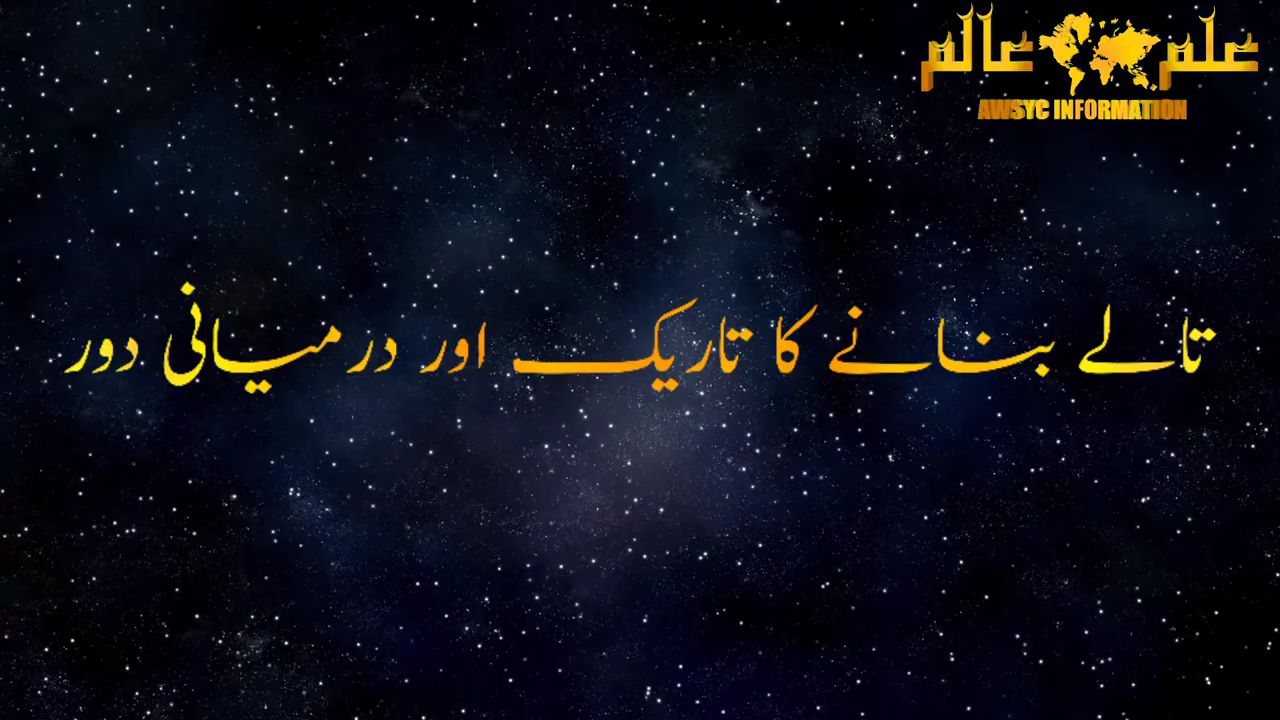 علم عالم
AWSYC INFORMATION
تالے بنانے کا تاریک اور درمیانی دور